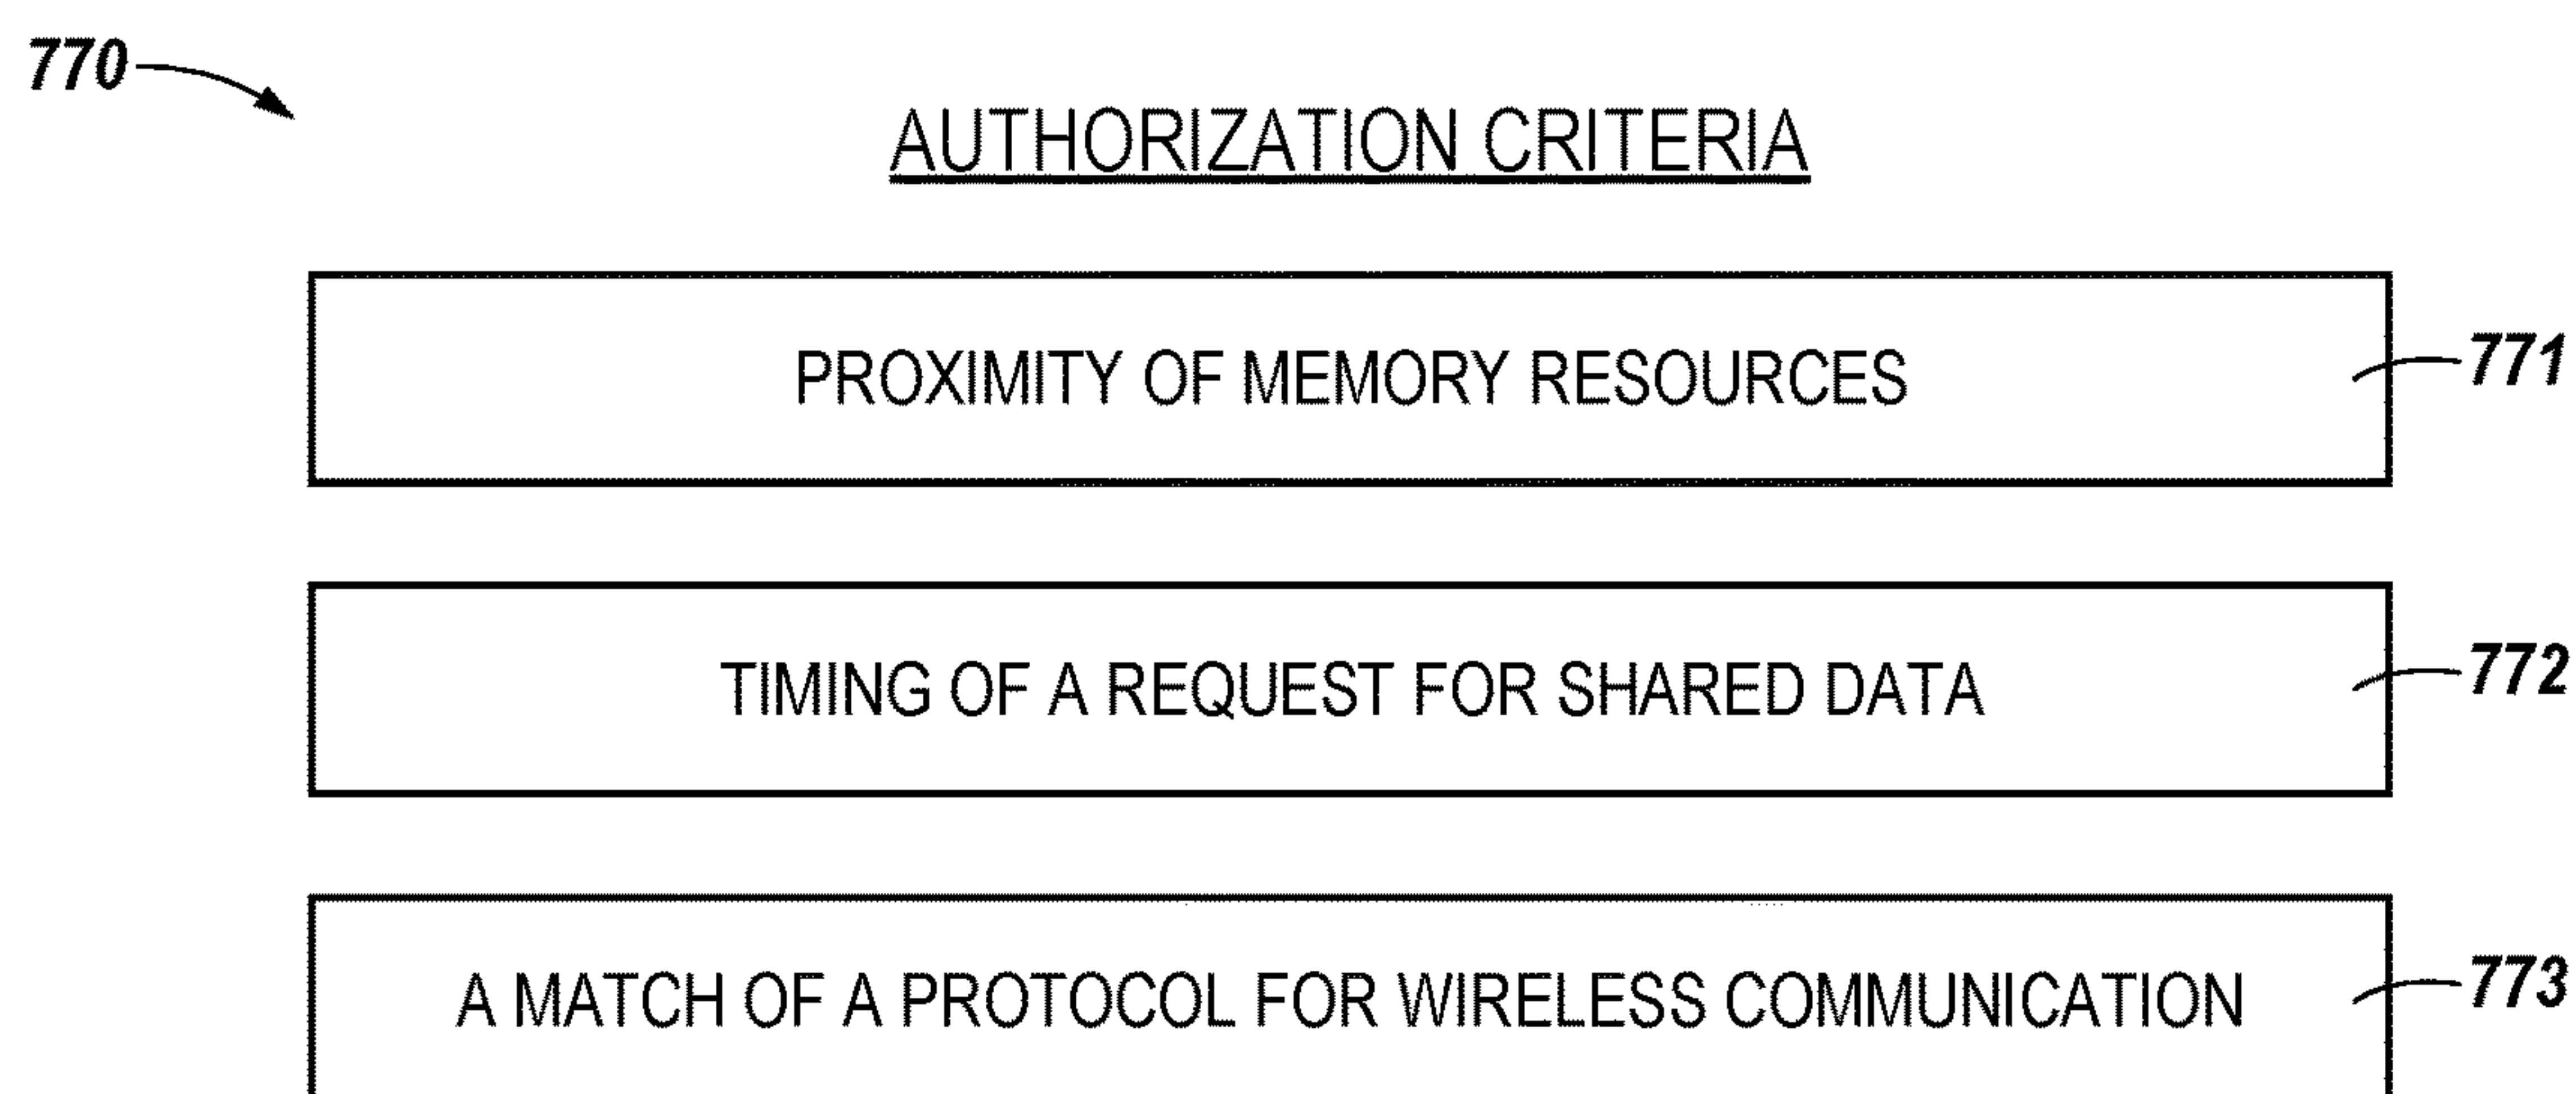 770
AUTHORIZATION CRITERIA
PROXIMITY OF MEMORY RESOURCES
771
TIMING OF A REQUEST FOR SHARED DATA
772
A MATCH OF A PROTOCOL FOR WIRELESS COMMUNICATION
773